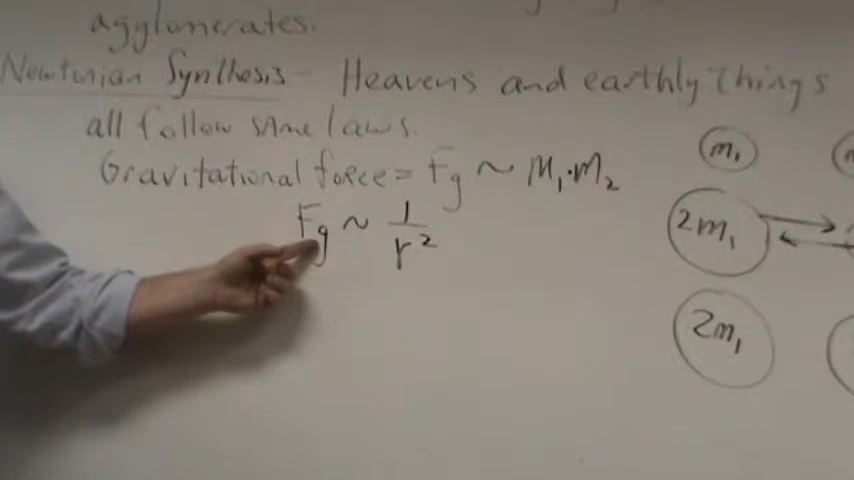 agglomerates.
Newtonian Synthesis - Heavens and earthly things
all follow same laws.
Gravitational force = Fg ~ M₁·M₂
Fg ~ 1/r²
m₁
2m₁
2m₁